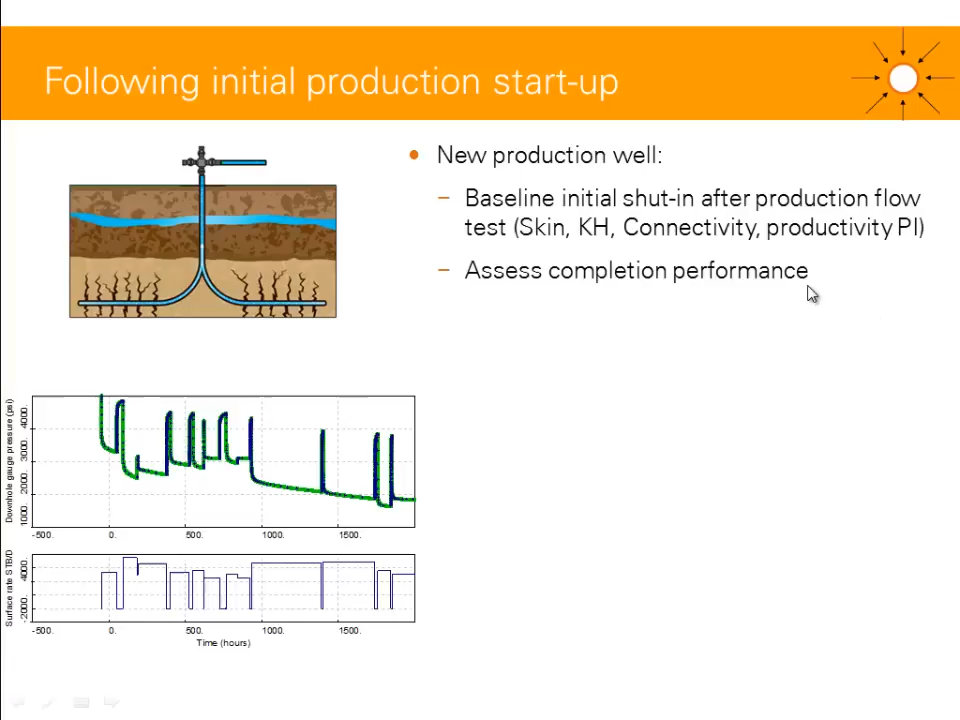 Following initial production start-up
• New production well:
– Baseline initial shut-in after production flow
test (Skin, KH, Connectivity, productivity PI)
– Assess completion performance
Downhole gauge pressure (psi)
4000.
3000.
2000.
1000.
-500. 0. 500. 1000. 1500.
Surface rate STB/D
4000.
-2000.
-500. 0. 500. 1000. 1500.
Time (hours)